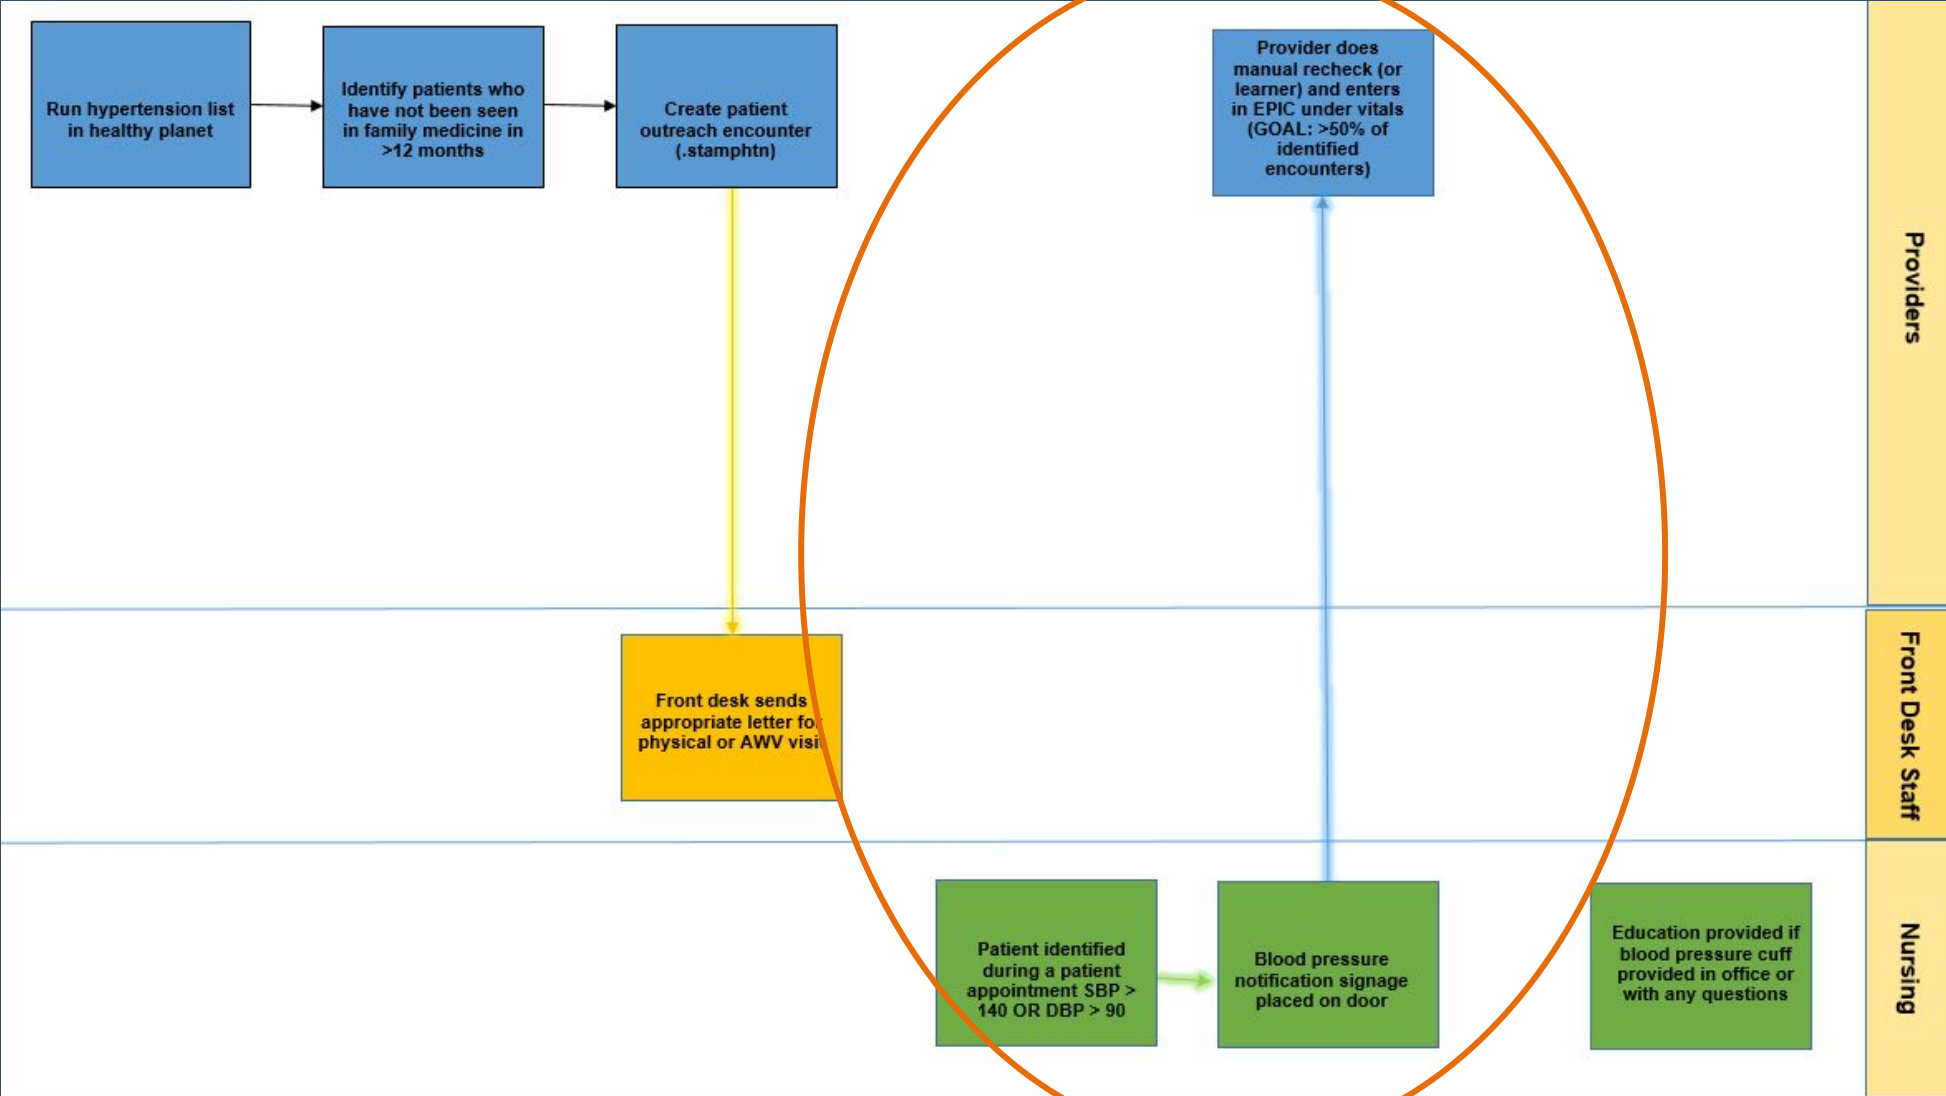 Run hypertension list
in healthy planet
Identify patients who
have not been seen
in family medicine in
>12 months
Create patient
outreach encounter
(.stamphtn)
Provider does
manual recheck (or
learner) and enters
in EPIC under vitals
(GOAL: >50% of
identified
encounters)
Providers
Front desk sends
appropriate letter for
physical or AWV visit
Front Desk Staff
Patient identified
during a patient
appointment SBP >
140 OR DBP > 90
Blood pressure
notification signage
placed on door
Education provided if
blood pressure cuff
provided in office or
with any questions
Nursing